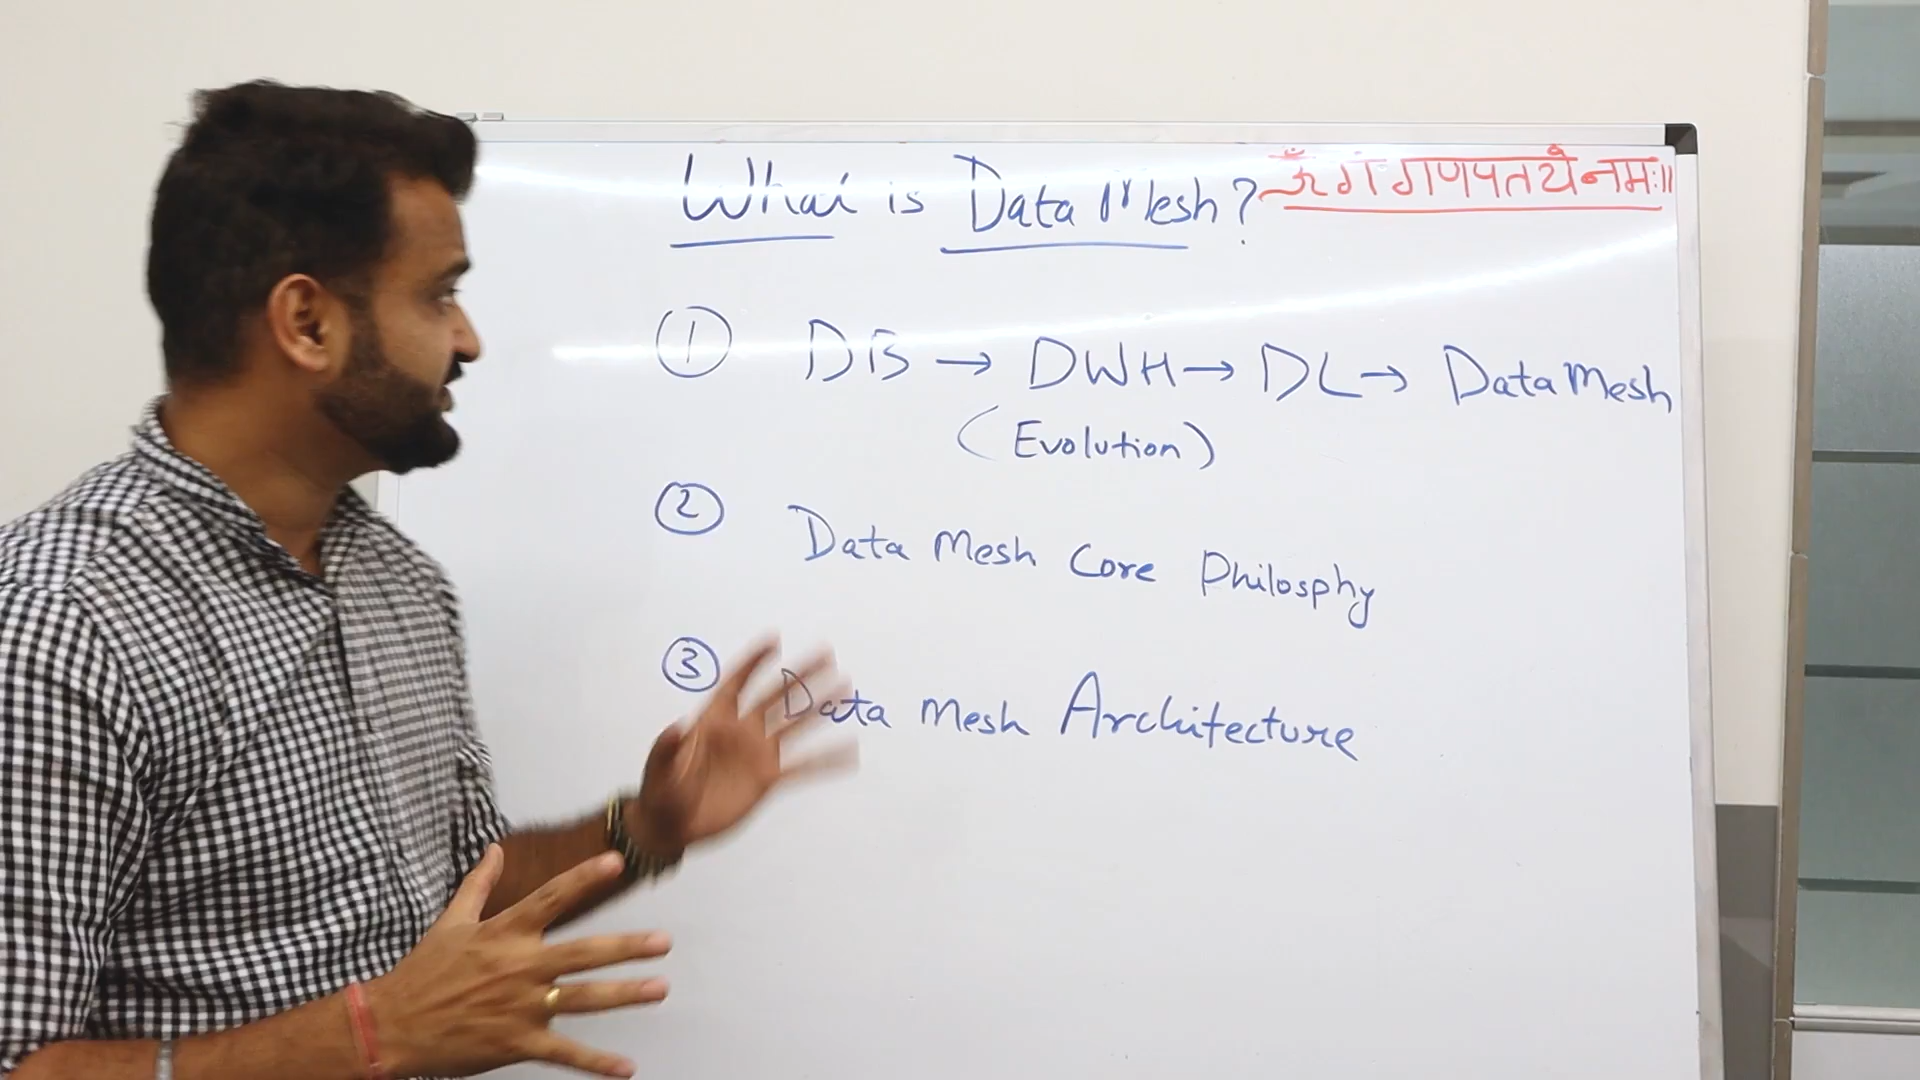 What is Data Mesh?
ॐ गं गणपतये नमः॥
① DB → DWH → DL → Data Mesh
(Evolution)
② Data Mesh Core Philosphy
③ Data Mesh Architecture